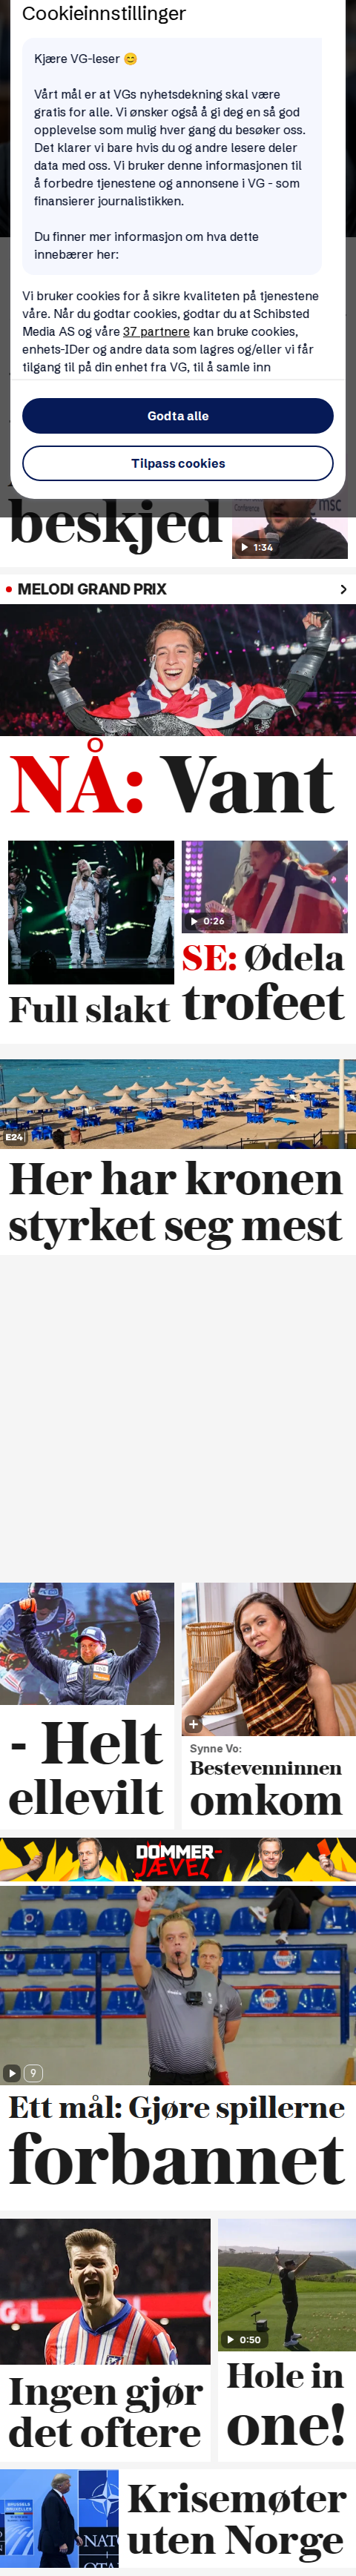 Cookieinnstillinger
Kjære VG-leser 😊
Vårt mål er at VGs nyhetsdekning skal være
gratis for alle. Vi ønsker også å gi deg en så god
opplevelse som mulig hver gang du besøker oss.
Det klarer vi bare hvis du og andre lesere deler
data med oss. Vi bruker denne informasjonen til
å forbedre tjenestene og annonsene i VG - som
finansierer journalistikken.
Du finner mer informasjon om hva dette
innebærer her:
Vi bruker cookies for å sikre kvaliteten på tjenestene
våre. Når du godtar cookies, godtar du at Schibsted
Media AS og våre 37 partnere kan bruke cookies,
enhets-IDer og andre data som lagres og/eller vi får
tilgang til på din enhet fra VG, til å samle inn
Godta alle
Tilpass cookies
Conference
msc
beskjed
1:34
MELODI GRAND PRIX
NÅ: Vant
0:26
SE: Ødela
trofeet
Full slakt
E24
Her har kronen
styrket seg mest
- Helt
ellevilt
Synne Vo:
Bestevenninnen
omkom
DOMMER-
JÆVEL
9
Ett mål: Gjøre spillerne
forbannet
Ingen gjør
det oftere
0:50
Hole in
one!
NATO
OTAN
Krisemøter
uten Norge